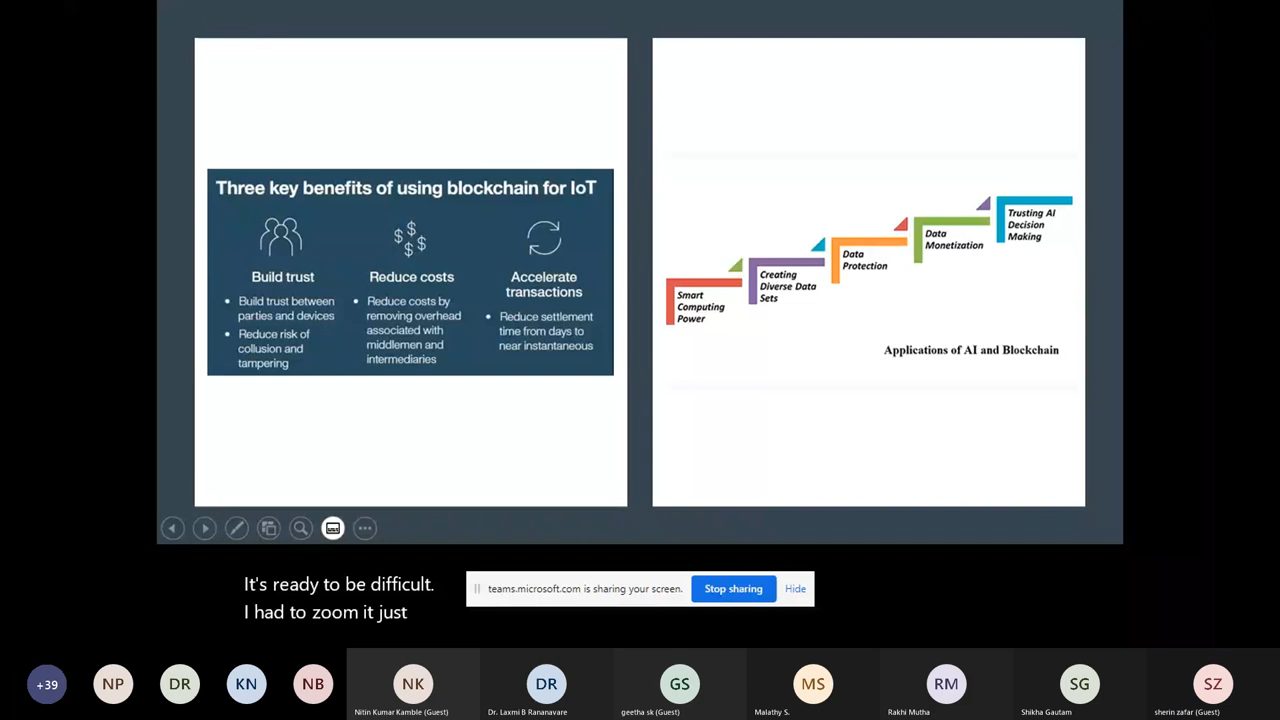 Three key benefits of using blockchain for IoT
Build trust
• Build trust between
parties and devices
• Reduce risk of
collusion and
tampering
Reduce costs
• Reduce costs by
removing overhead
associated with
middlemen and
intermediaries
Accelerate
transactions
• Reduce settlement
time from days to
near instantaneous
Smart
Computing
Power
Creating
Diverse Data
Sets
Data
Protection
Data
Monetization
Trusting AI
Decision
Making
Applications of AI and Blockchain
It's ready to be difficult.
I had to zoom it just
teams.microsoft.com is sharing your screen.
Stop sharing
Hide
+39
NP
DR
KN
NB
NK
Nitin Kumar Kamble (Guest)
DR
Dr. Laxmi B Rananavare
GS
geetha sk (Guest)
MS
Malathy S.
RM
Rakhi Mutha
SG
Shikha Gautam
SZ
sherin zafar (Guest)